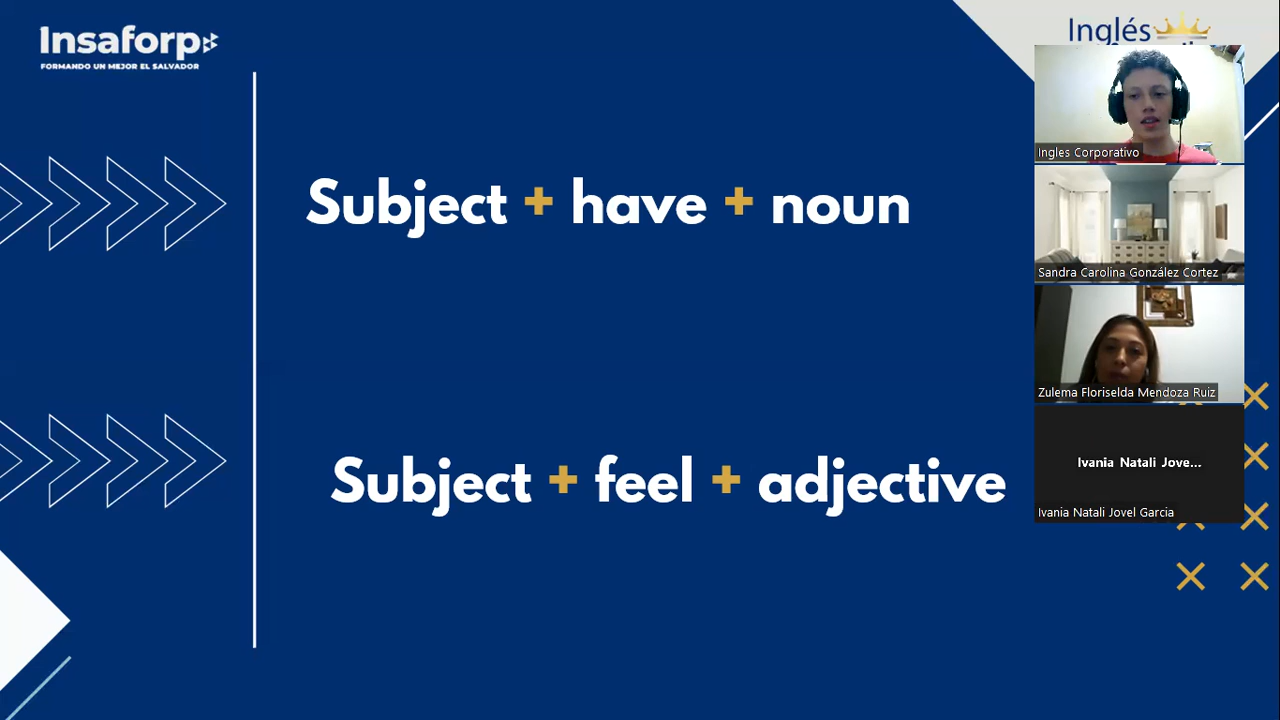 Insaforp
FORMANDO UN MEJOR EL SALVADOR
Inglés
Subject + have + noun
Subject + feel + adjective
Ingles Corporativo
Sandra Carolina González Cortez
Zulema Floriselda Mendoza Ruiz
Ivania Natali Jove...
Ivania Natali Jovel Garcia